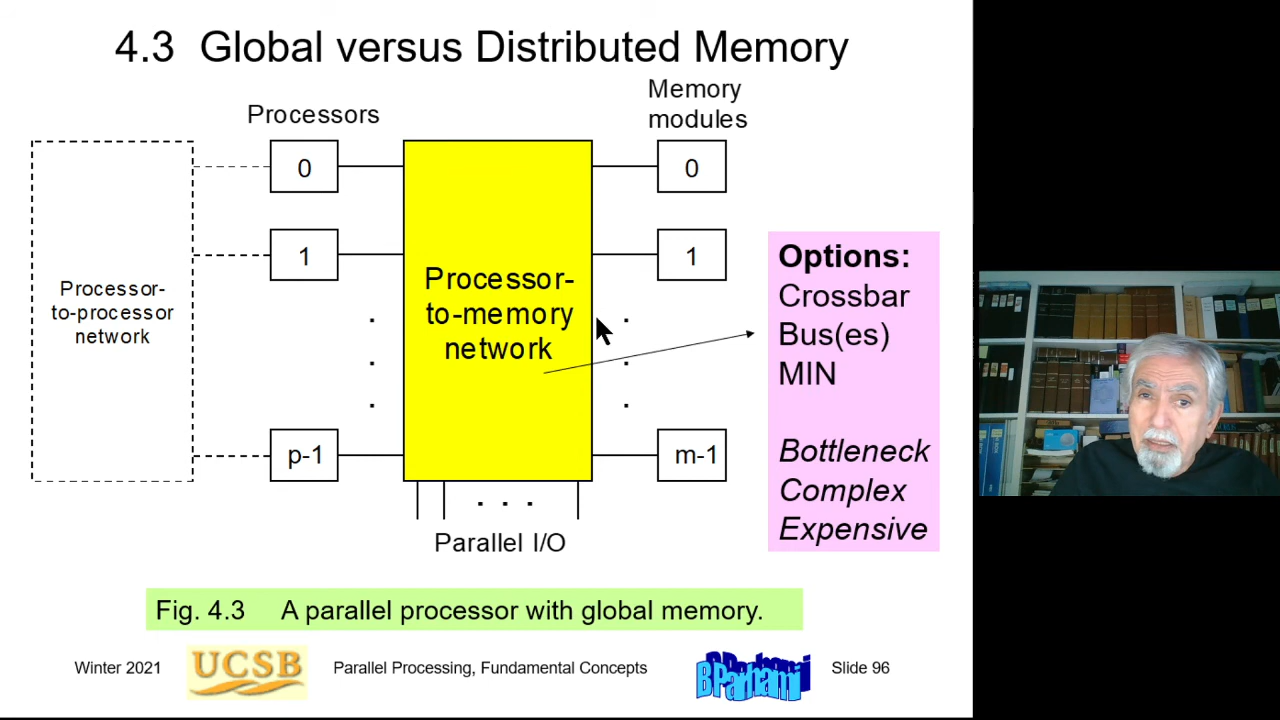 4.3 Global versus Distributed Memory
Processors
Memory
modules
0
0
1
1
Processor-
to-processor
network
Processor-
to-memory
network
Options:
Crossbar
Bus(es)
MIN
Bottleneck
Complex
Expensive
p-1
m-1
. . .
Parallel I/O
Fig. 4.3 A parallel processor with global memory.
Winter 2021
UCSB
Parallel Processing, Fundamental Concepts
BParhami
Slide 96